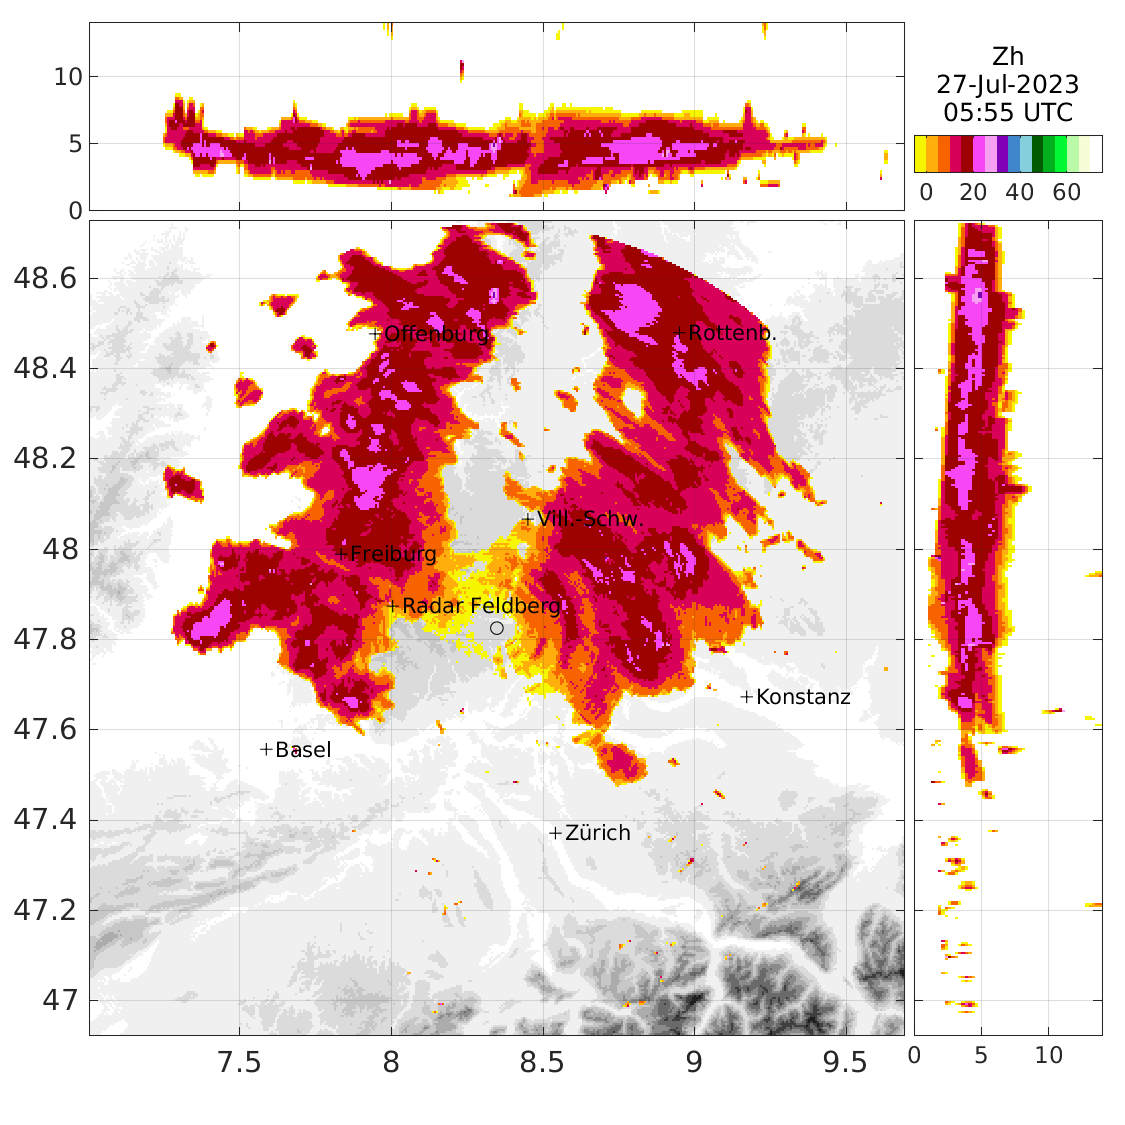 10
5
0
Zh
27-Jul-2023
05:55 UTC
0 20 40 60
48.6
48.4
48.2
48
47.8
47.6
47.4
47.2
47
+Offenburg
+Rottenb.
+Vill.-Schw.
+Freiburg
+Radar Feldberg
+Konstanz
+Basel
+Zürich
7.5 8 8.5 9 9.5
0 5 10